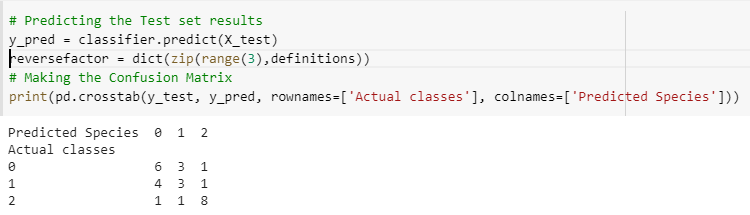 # Predicting the Test set results
y_pred = classifier.predict(X_test)
reversefactor = dict(zip(range(3),definitions))
# Making the Confusion Matrix
print(pd.crosstab(y_test, y_pred, rownames=['Actual classes'], colnames=['Predicted Species']))
Predicted Species 0 1 2
Actual classes
0 6 3 1
1 4 3 1
2 1 1 8